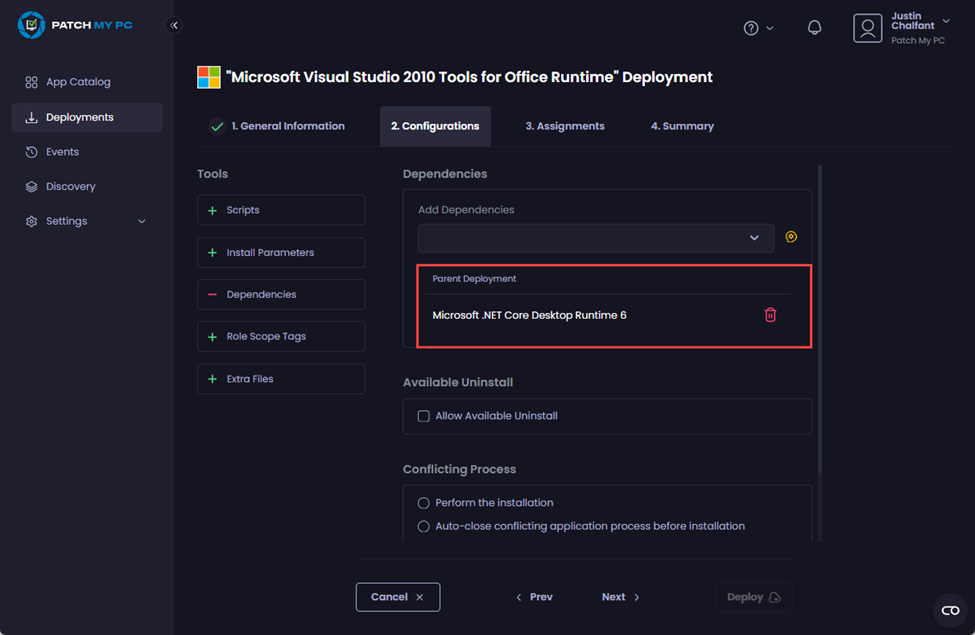 PATCH MY PC
Justin
Chalfant
Patch My PC
App Catalog
Deployments
Events
Discovery
Settings
"Microsoft Visual Studio 2010 Tools for Office Runtime" Deployment
1. General Information
2. Configurations
3. Assignments
4. Summary
Tools
Scripts
Install Parameters
Dependencies
Role Scope Tags
Extra Files
Dependencies
Add Dependencies
Parent Deployment
Microsoft .NET Core Desktop Runtime 6
Available Uninstall
Allow Available Uninstall
Conflicting Process
Perform the installation
Auto-close conflicting application process before installation
Cancel
Prev
Next
Deploy